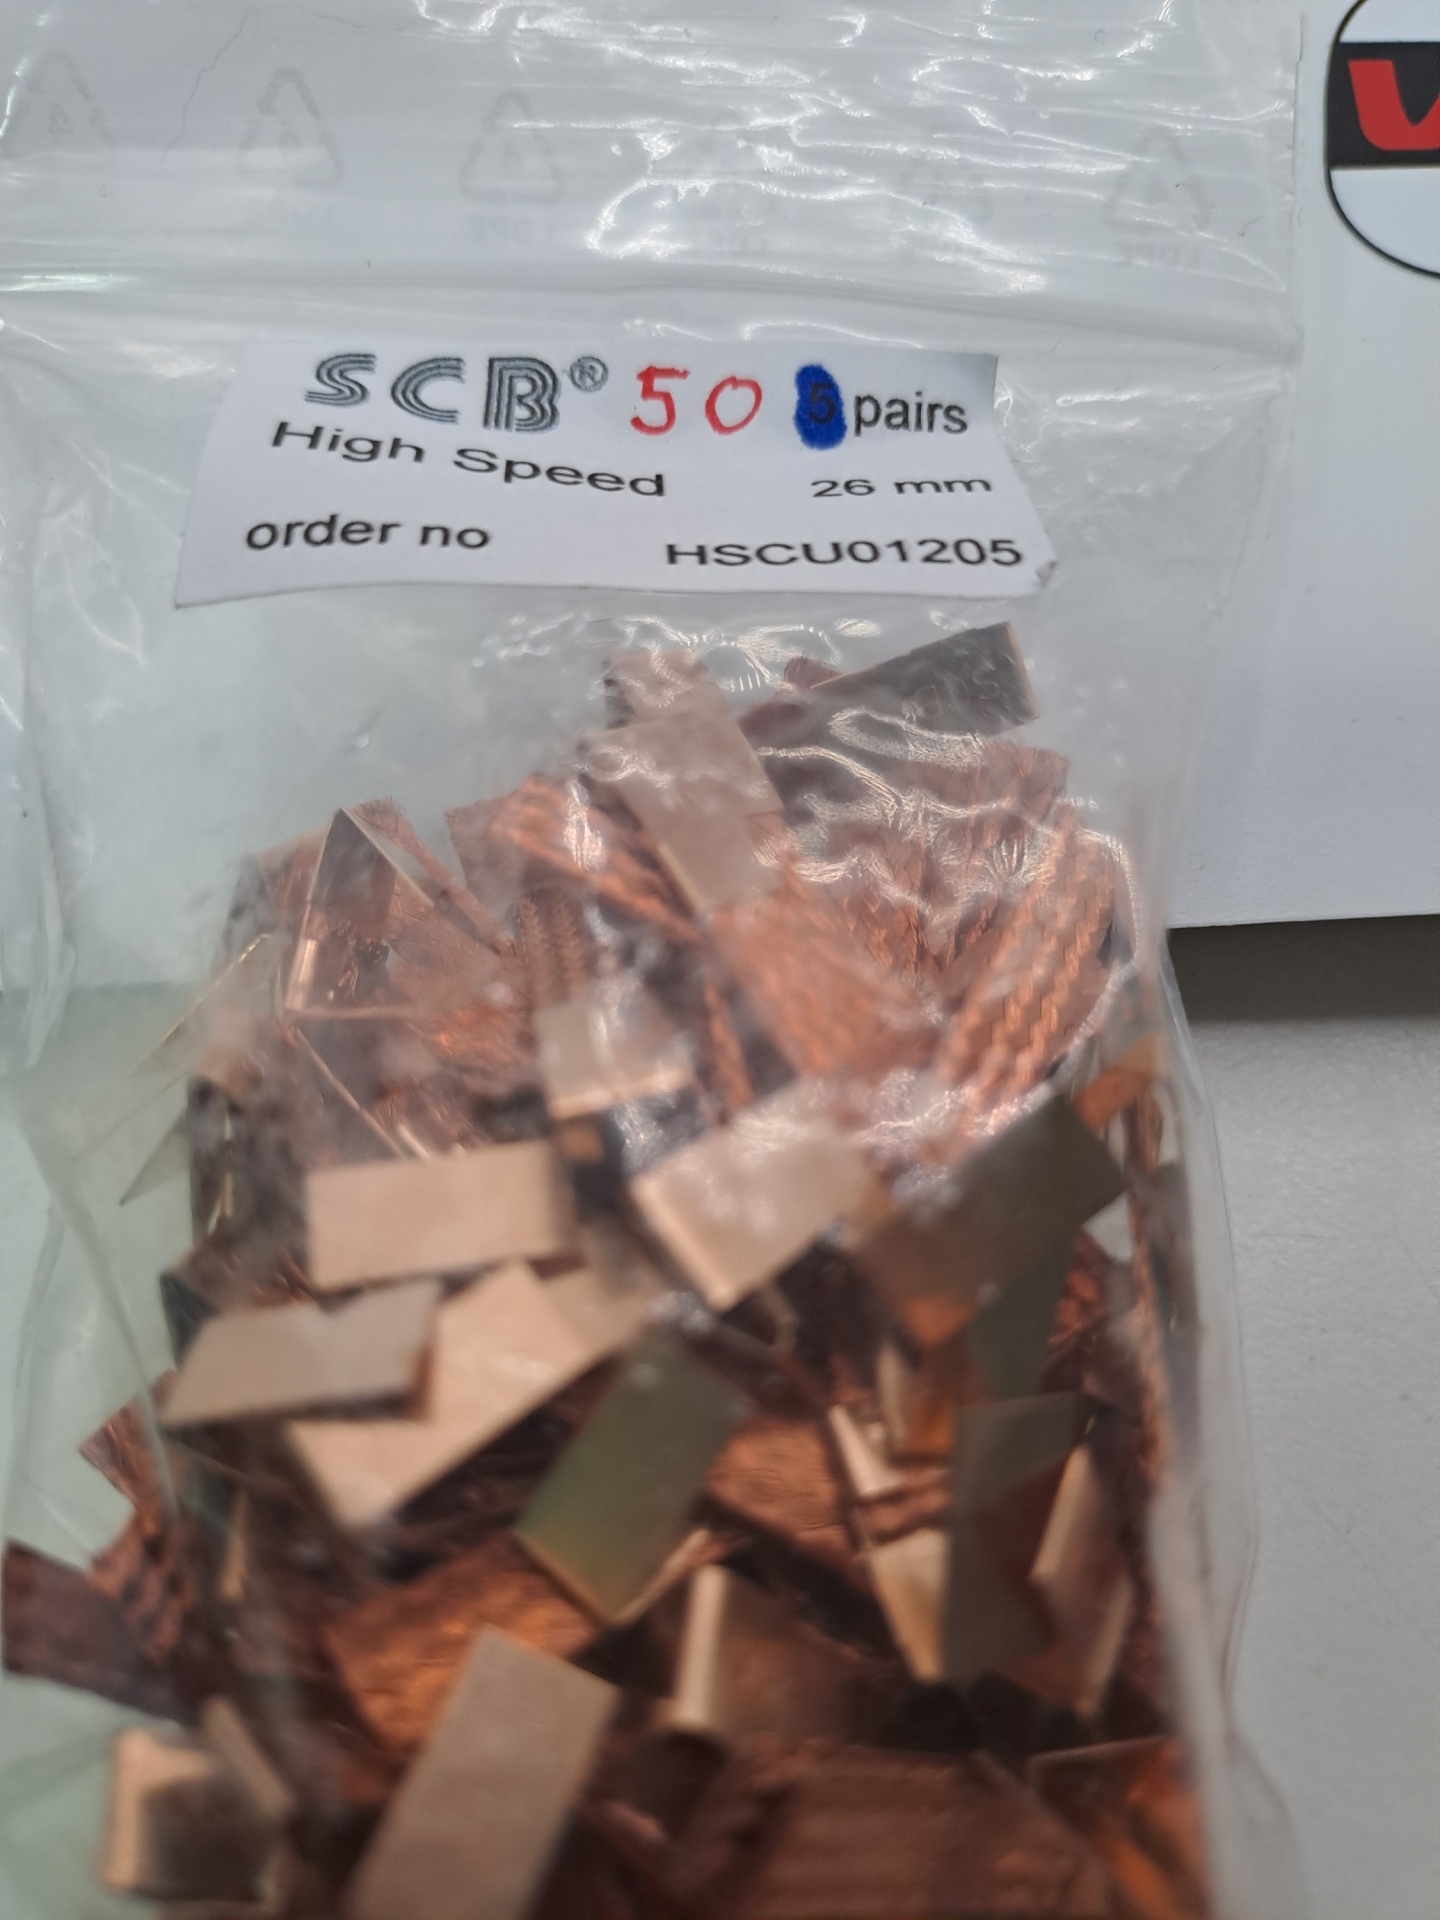 SCB® 50 5 pairs
High Speed 26 mm
order no HSCU01205